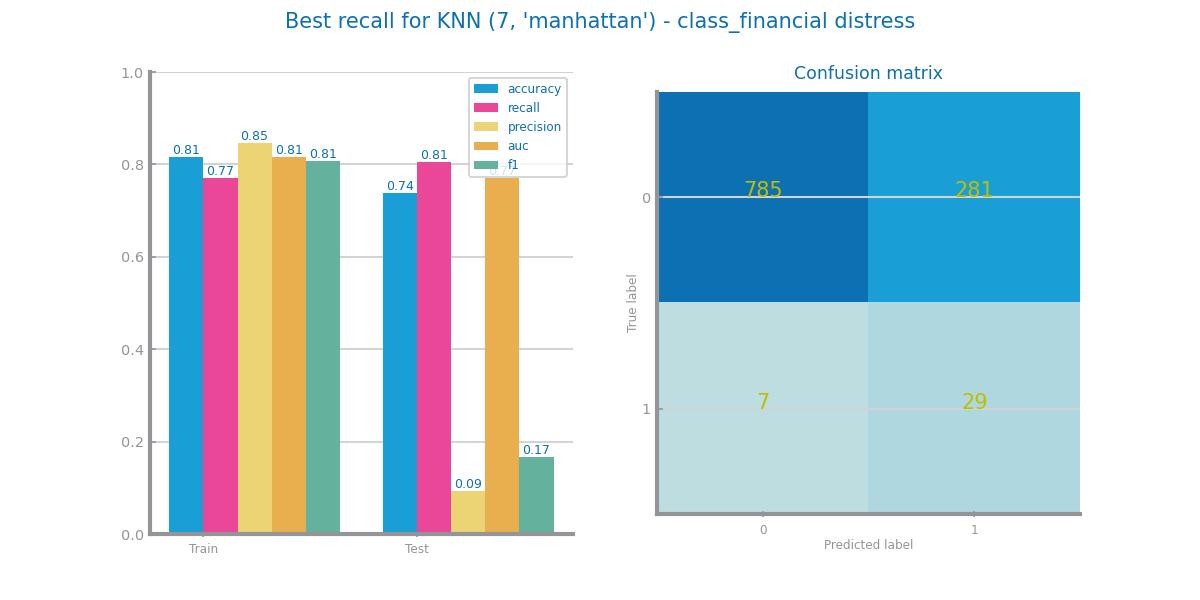 Best recall for KNN (7, 'manhattan') - class_financial distress
1.0
0.8
0.6
0.4
0.2
0.0
0.81
0.77
0.85
0.81
0.81
0.74
0.81
0.09
0.77
0.17
accuracy
recall
precision
auc
f1
Train
Test
Confusion matrix
True label
0
1
785
281
7
29
0
1
Predicted label